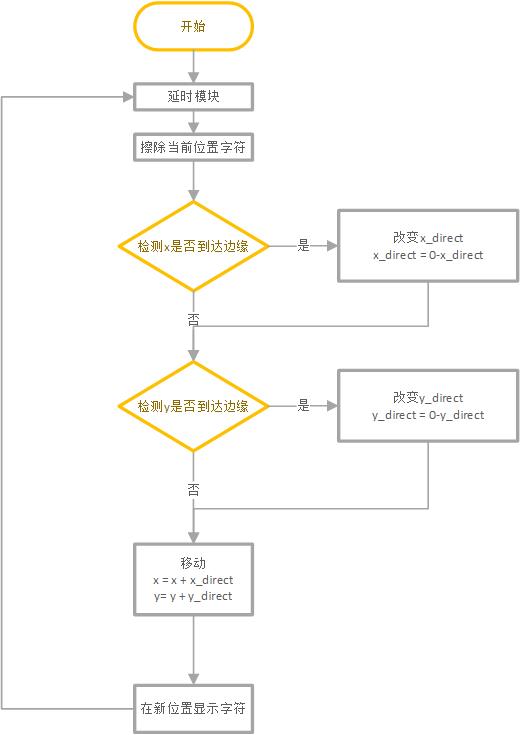 开始
延时模块
擦除当前位置字符
检测x是否到达边缘
是
改变x_direct
x_direct = 0-x_direct
否
检测y是否到达边缘
是
改变y_direct
y_direct = 0-y_direct
否
移动
x = x + x_direct
y= y + y_direct
在新位置显示字符